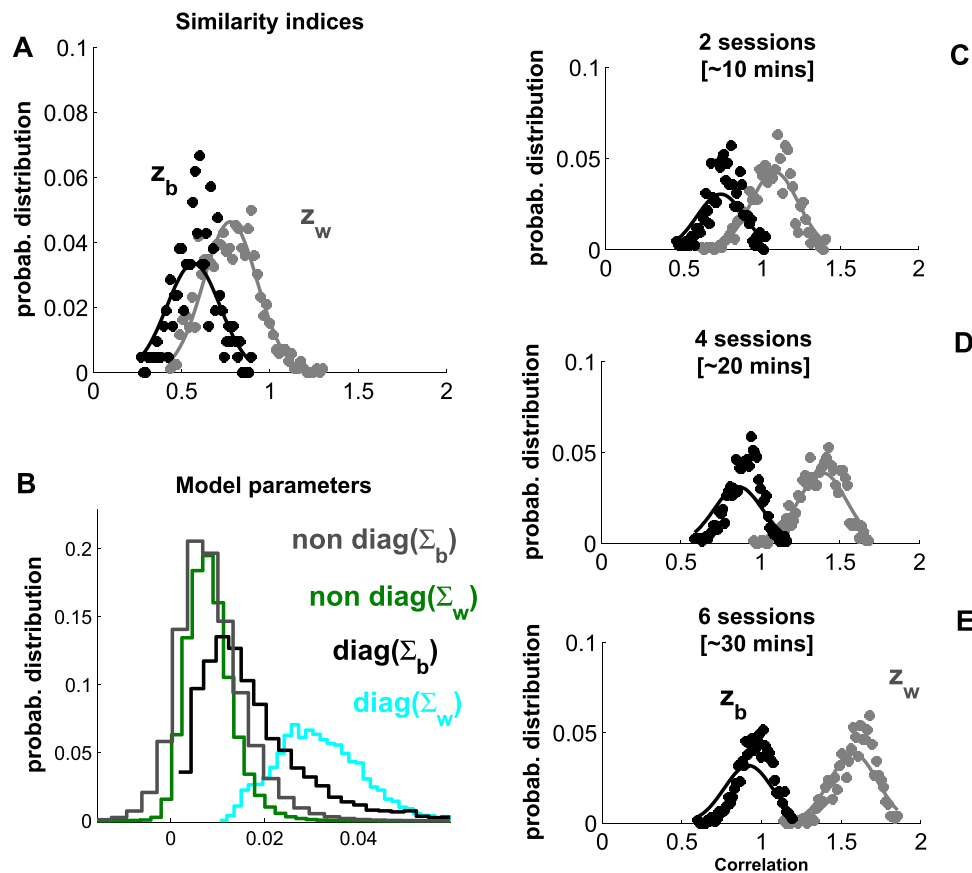 A
Similarity indices
0.1
0.08
0.06
0.04
0.02
0
probab. distribution
z_b
z_w
0 0.5 1 1.5 2
B
Model parameters
0.2
0.15
0.1
0.05
0
probab. distribution
non diag(Σ_b)
non diag(Σ_w)
diag(Σ_b)
diag(Σ_w)
0 0.02 0.04
C
2 sessions
[~10 mins]
0.1
0.05
0
probab. distribution
0 0.5 1 1.5 2
D
4 sessions
[~20 mins]
0.1
0.05
0
probab. distribution
0 0.5 1 1.5 2
E
6 sessions
[~30 mins]
0.1
0.05
0
probab. distribution
z_b
z_w
0 0.5 1 1.5 2
Correlation